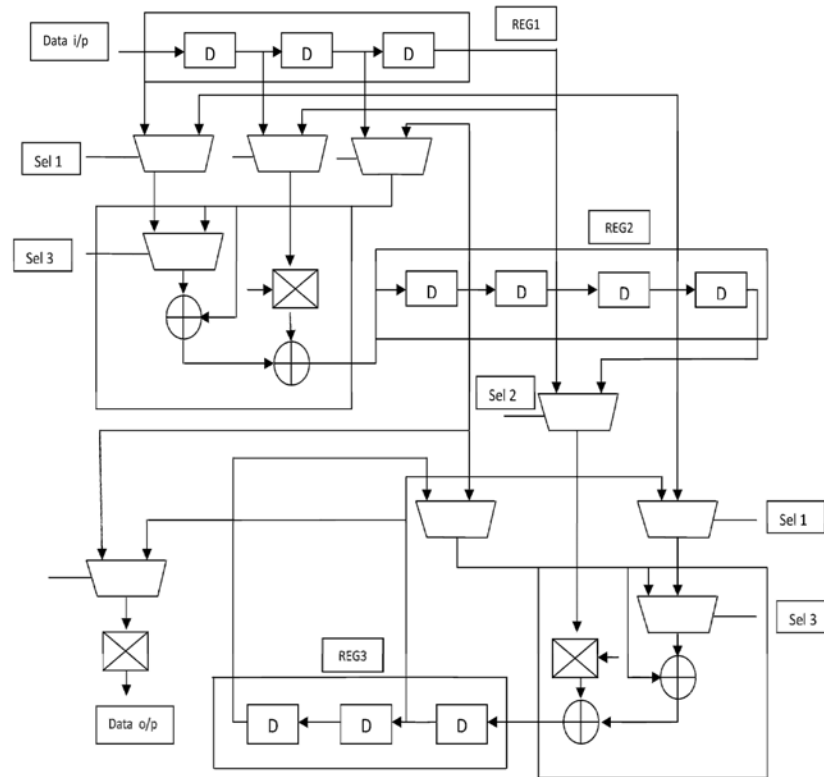 REG1
Data i/p
D D D
Sel 1
REG2
Sel 3
D D D D
Sel 2
Sel 1
Sel 3
REG3
D D D
Data o/p